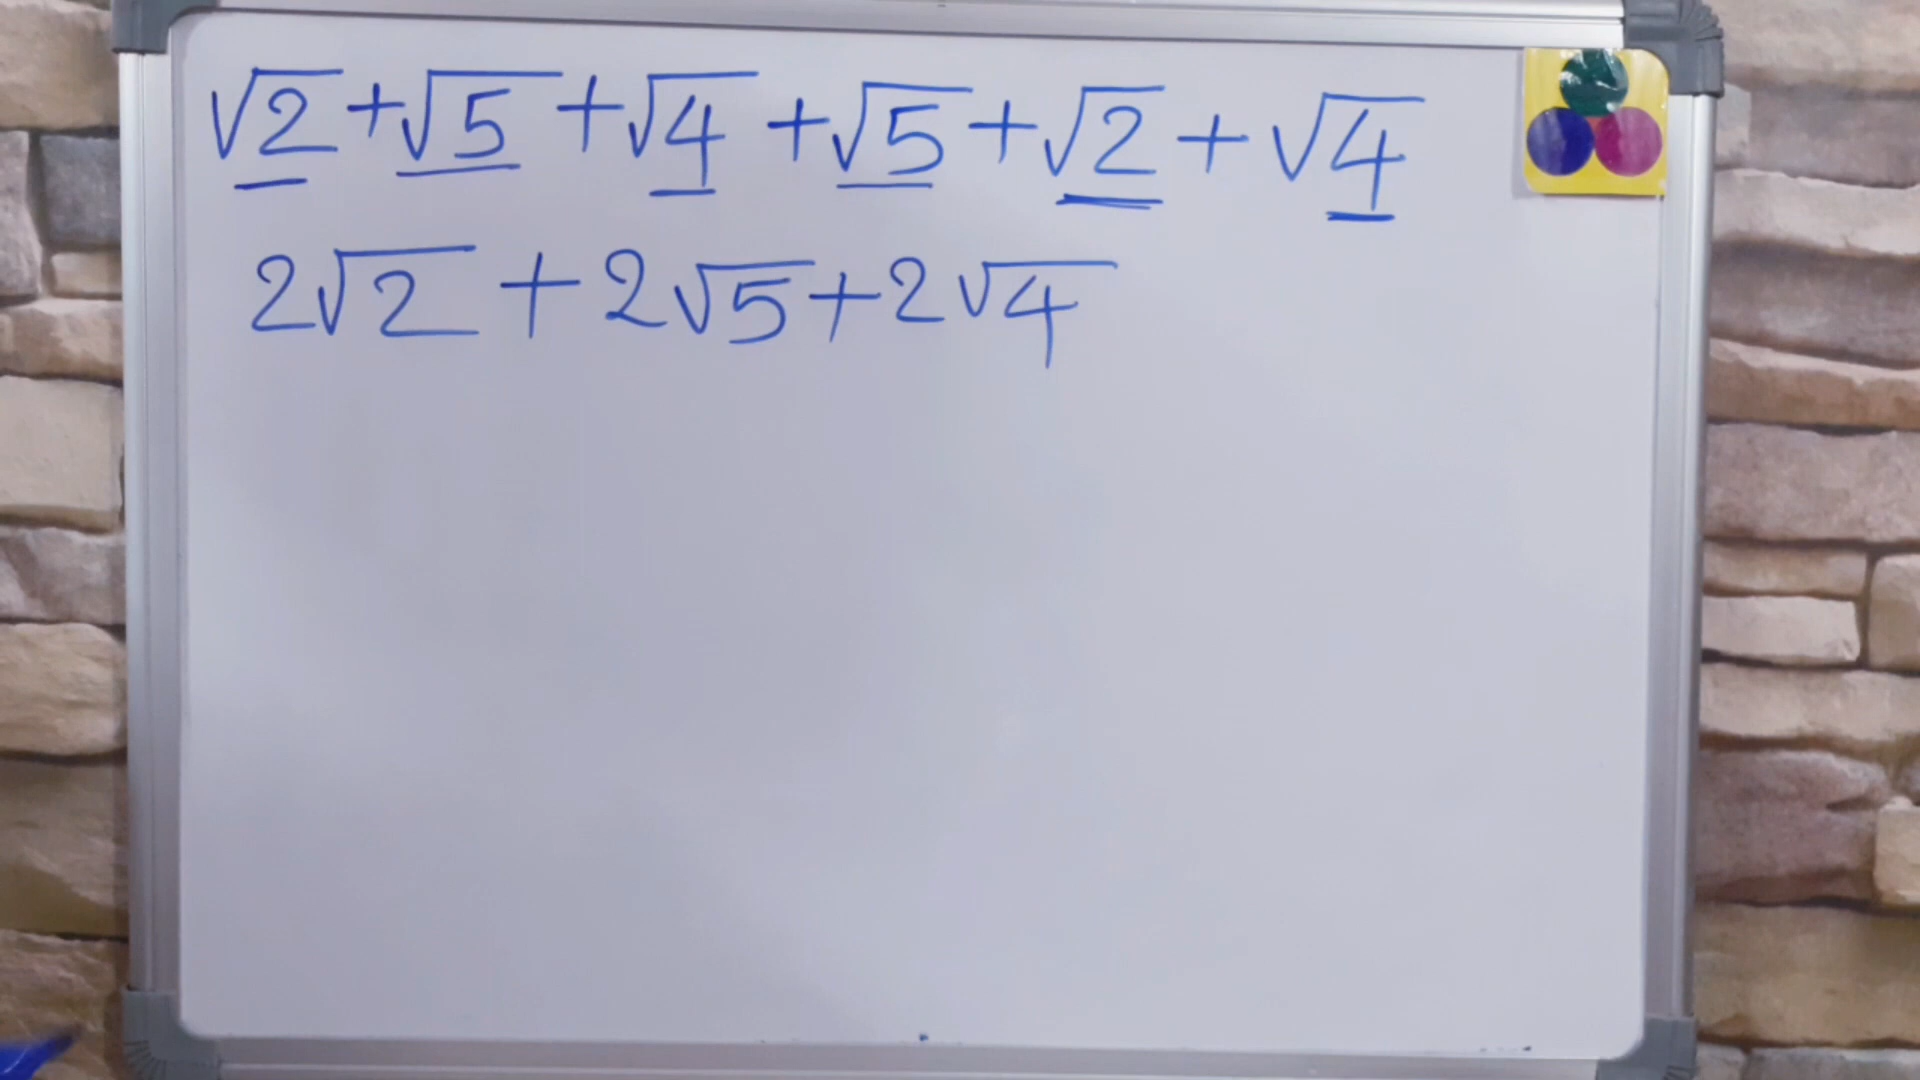 √2 + √5 + √4 + √5 + √2 + √4
2√2 + 2√5 + 2√4